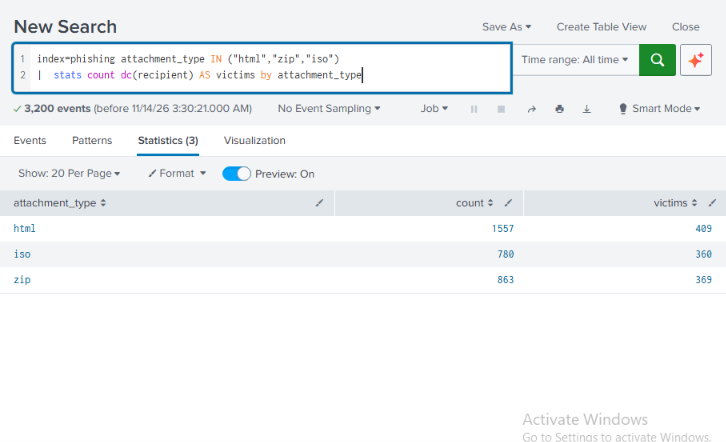 New Search
Save As ▾ Create Table View Close
1 index=phishing attachment_type IN ("html","zip","iso")
2 | stats count dc(recipient) AS victims by attachment_type
Time range: All time ▾
✓ 3,200 events (before 11/14/26 3:30:21.000 AM) No Event Sampling ▾ Job ▾ Smart Mode ▾
Events Patterns Statistics (3) Visualization
Show: 20 Per Page ▾ Format ▾ Preview: On
attachment_type count victims
html 1557 409
iso 780 360
zip 863 369
Activate Windows
Go to Settings to activate Windows.